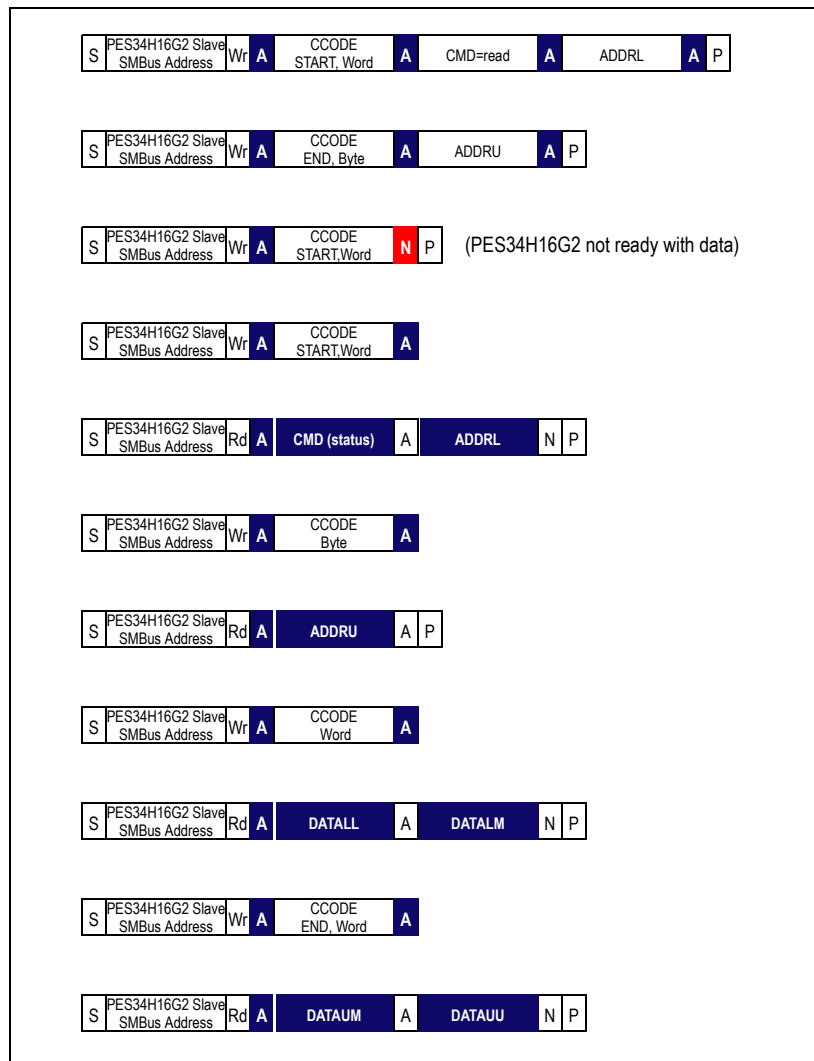 S PES34H16G2 Slave SMBus Address Wr A CCODE START, Word A CMD=read A ADDRL A P
S PES34H16G2 Slave SMBus Address Wr A CCODE END, Byte A ADDRU A P
S PES34H16G2 Slave SMBus Address Wr A CCODE START,Word N P (PES34H16G2 not ready with data)
S PES34H16G2 Slave SMBus Address Wr A CCODE START,Word A
S PES34H16G2 Slave SMBus Address Rd A CMD (status) A ADDRL N P
S PES34H16G2 Slave SMBus Address Wr A CCODE Byte A
S PES34H16G2 Slave SMBus Address Rd A ADDRU A P
S PES34H16G2 Slave SMBus Address Wr A CCODE Word A
S PES34H16G2 Slave SMBus Address Rd A DATALL A DATALM N P
S PES34H16G2 Slave SMBus Address Wr A CCODE END, Word A
S PES34H16G2 Slave SMBus Address Rd A DATAUM A DATAUU N P